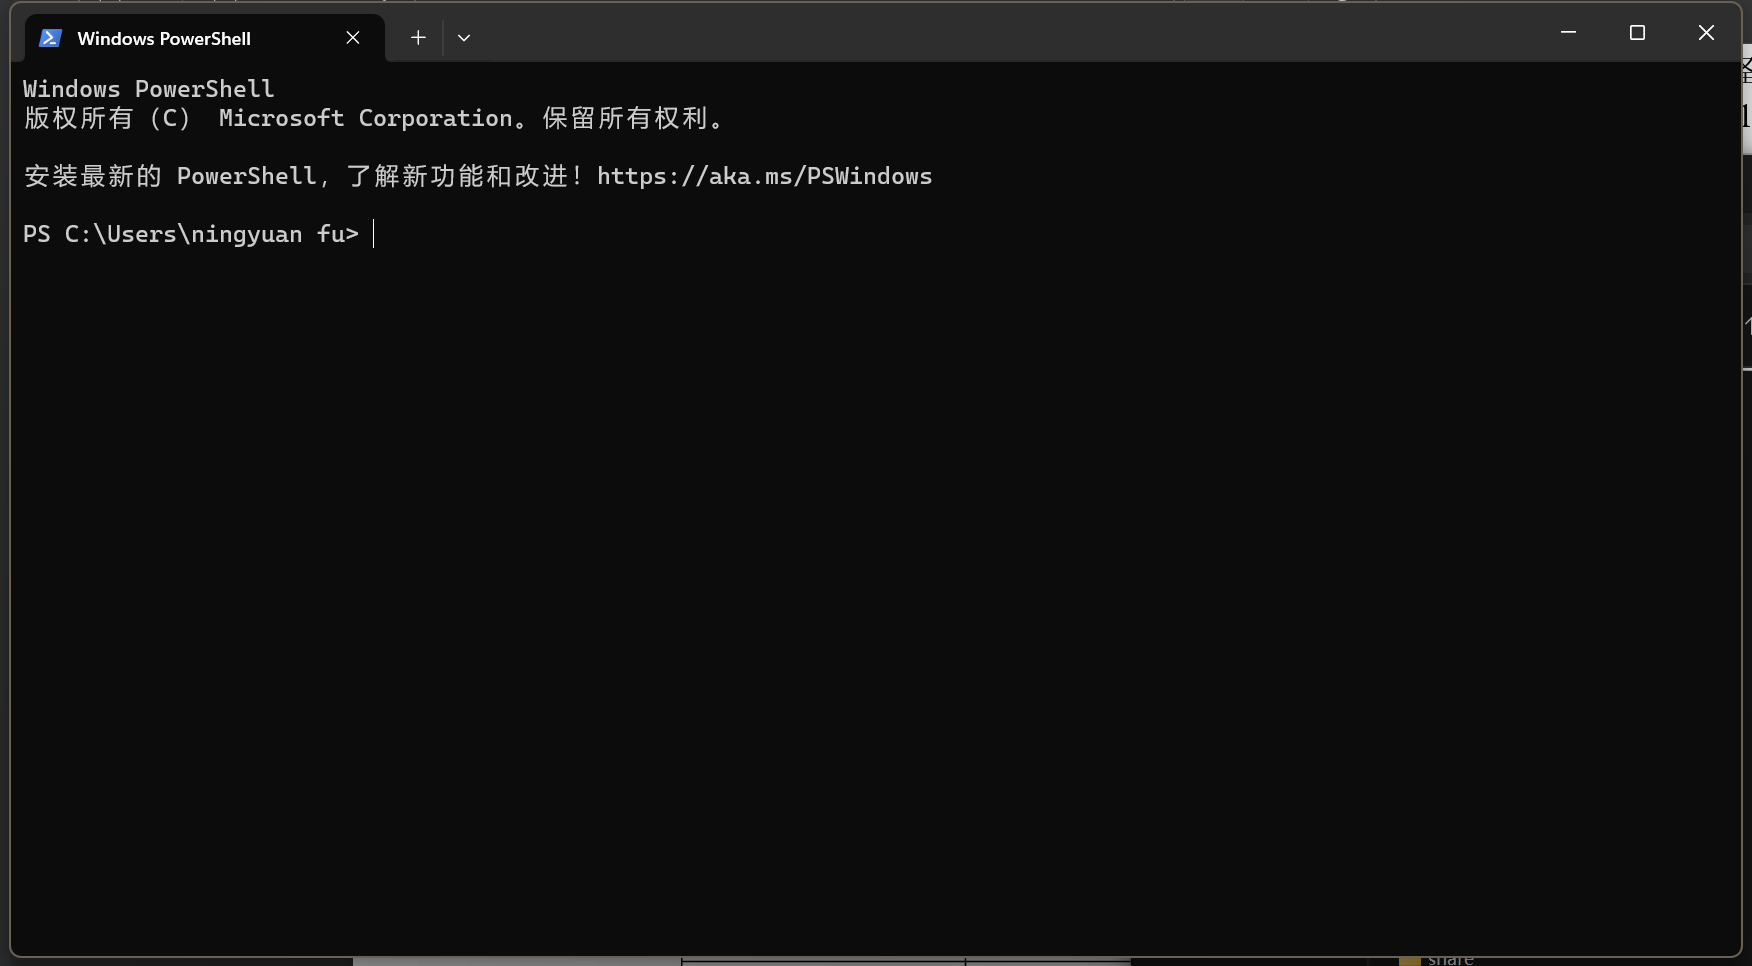 Windows PowerShell
Windows PowerShell
版权所有（C） Microsoft Corporation。保留所有权利。
安装最新的 PowerShell，了解新功能和改进！https://aka.ms/PSWindows
PS C:\Users\ningyuan fu>
share